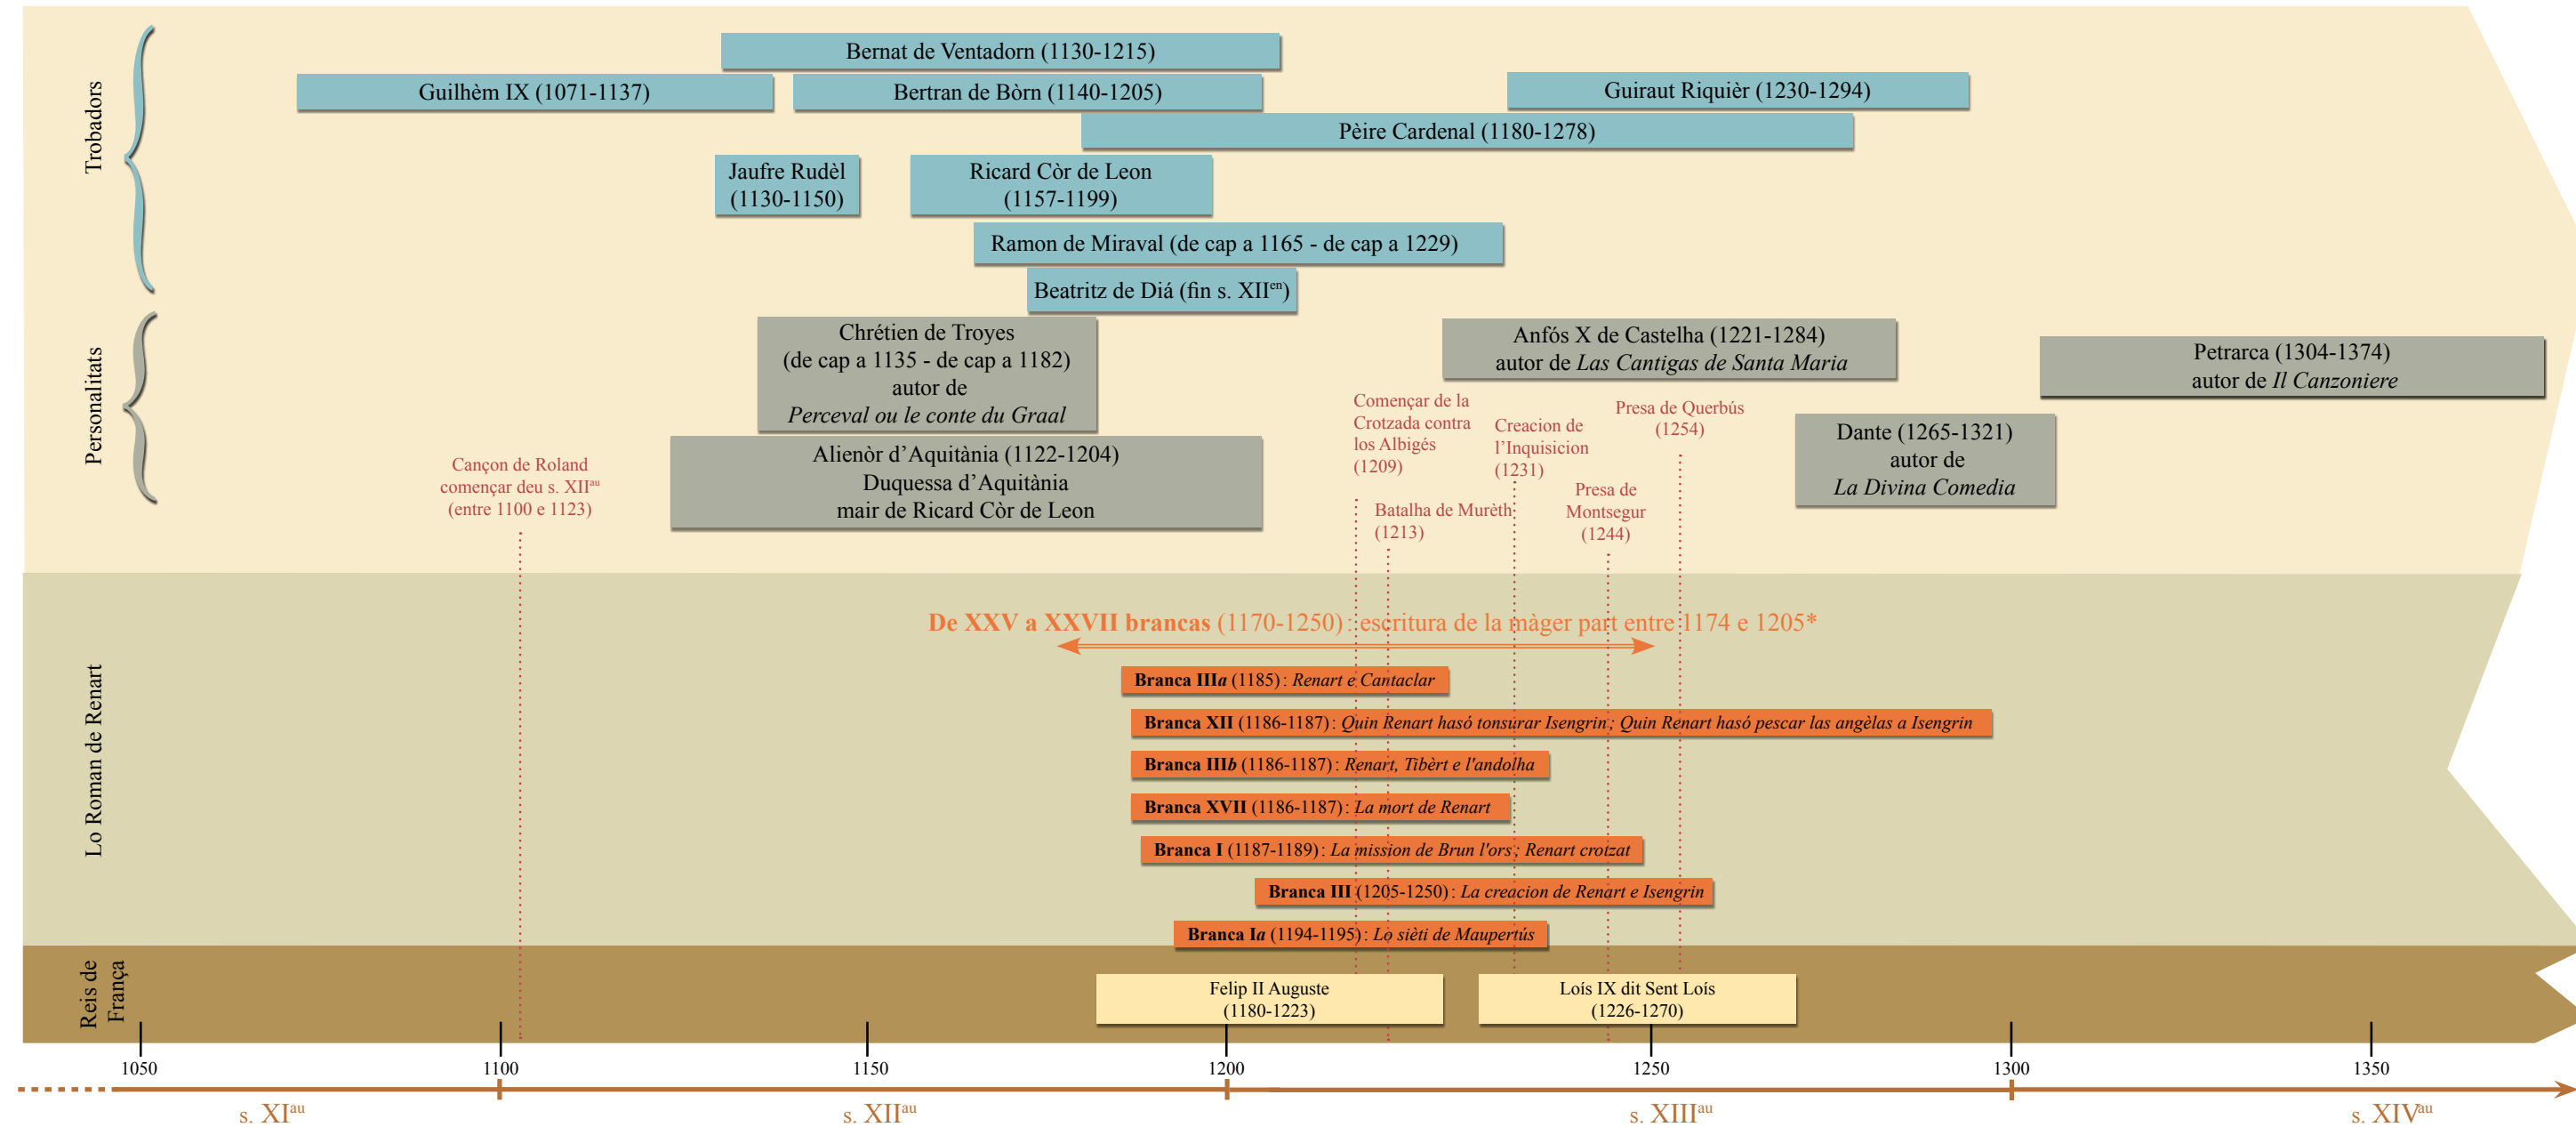 Trobadors
Bernat de Ventadorn (1130-1215)
Guilhèm IX (1071-1137)
Bertran de Bòrn (1140-1205)
Guiraut Riquièr (1230-1294)
Pèire Cardenal (1180-1278)
Jaufre Rudèl
(1130-1150)
Ricard Còr de Leon
(1157-1199)
Ramon de Miraval (de cap a 1165 - de cap a 1229)
Beatritz de Diá (fin s. XIIen)
Personalitats
Chrétien de Troyes
(de cap a 1135 - de cap a 1182)
autor de
Perceval ou le conte du Graal
Anfós X de Castelha (1221-1284)
autor de Las Cantigas de Santa Maria
Petrarca (1304-1374)
autor de Il Canzoniere
Dante (1265-1321)
autor de
La Divina Comedia
Alienòr d’Aquitània (1122-1204)
Duquessa d’Aquitània
mair de Ricard Còr de Leon
Cançon de Roland
començar deu s. XIIau
(entre 1100 e 1123)
Començar de la
Crotzada contra
los Albigés
(1209)
Batalha de Murèth
(1213)
Creacion de
l’Inquisicion
(1231)
Presa de
Montsegur
(1244)
Presa de Querbús
(1254)
Lo Roman de Renart
De XXV a XXVII brancas (1170-1250) : escritura de la màger part entre 1174 e 1205*
Branca IIIa (1185) : Renart e Cantaclar
Branca XII (1186-1187) : Quin Renart hasó tonsurar Isengrin ; Quin Renart hasó pescar las angèlas a Isengrin
Branca IIIb (1186-1187) : Renart, Tibèrt e l'andolha
Branca XVII (1186-1187) : La mort de Renart
Branca I (1187-1189) : La mission de Brun l'ors ; Renart crotzat
Branca III (1205-1250) : La creacion de Renart e Isengrin
Branca Ia (1194-1195) : Lo sièti de Maupertús
Reis de
França
Felip II Auguste
(1180-1223)
Loís IX dit Sent Loís
(1226-1270)
1050 1100 1150 1200 1250 1300 1350
s. XIau s. XIIau s. XIIIau s. XIVau